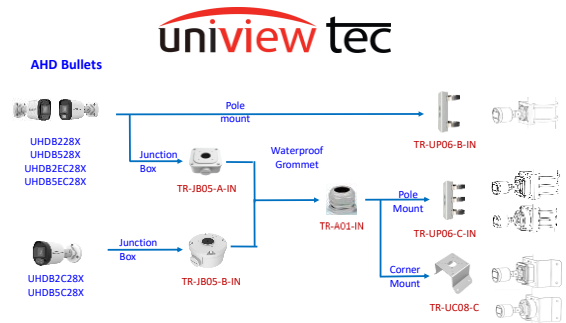 uniview tec
AHD Bullets
Pole
mount
TR-UP06-B-IN
UHDB228X
UHDB528X
UHDB2EC28X
UHDB5EC28X
Junction
Box
TR-JB05-A-IN
Waterproof
Grommet
TR-A01-IN
Pole
Mount
TR-UP06-C-IN
Junction
Box
TR-JB05-B-IN
UHDB2C28X
UHDB5C28X
Corner
Mount
TR-UC08-C